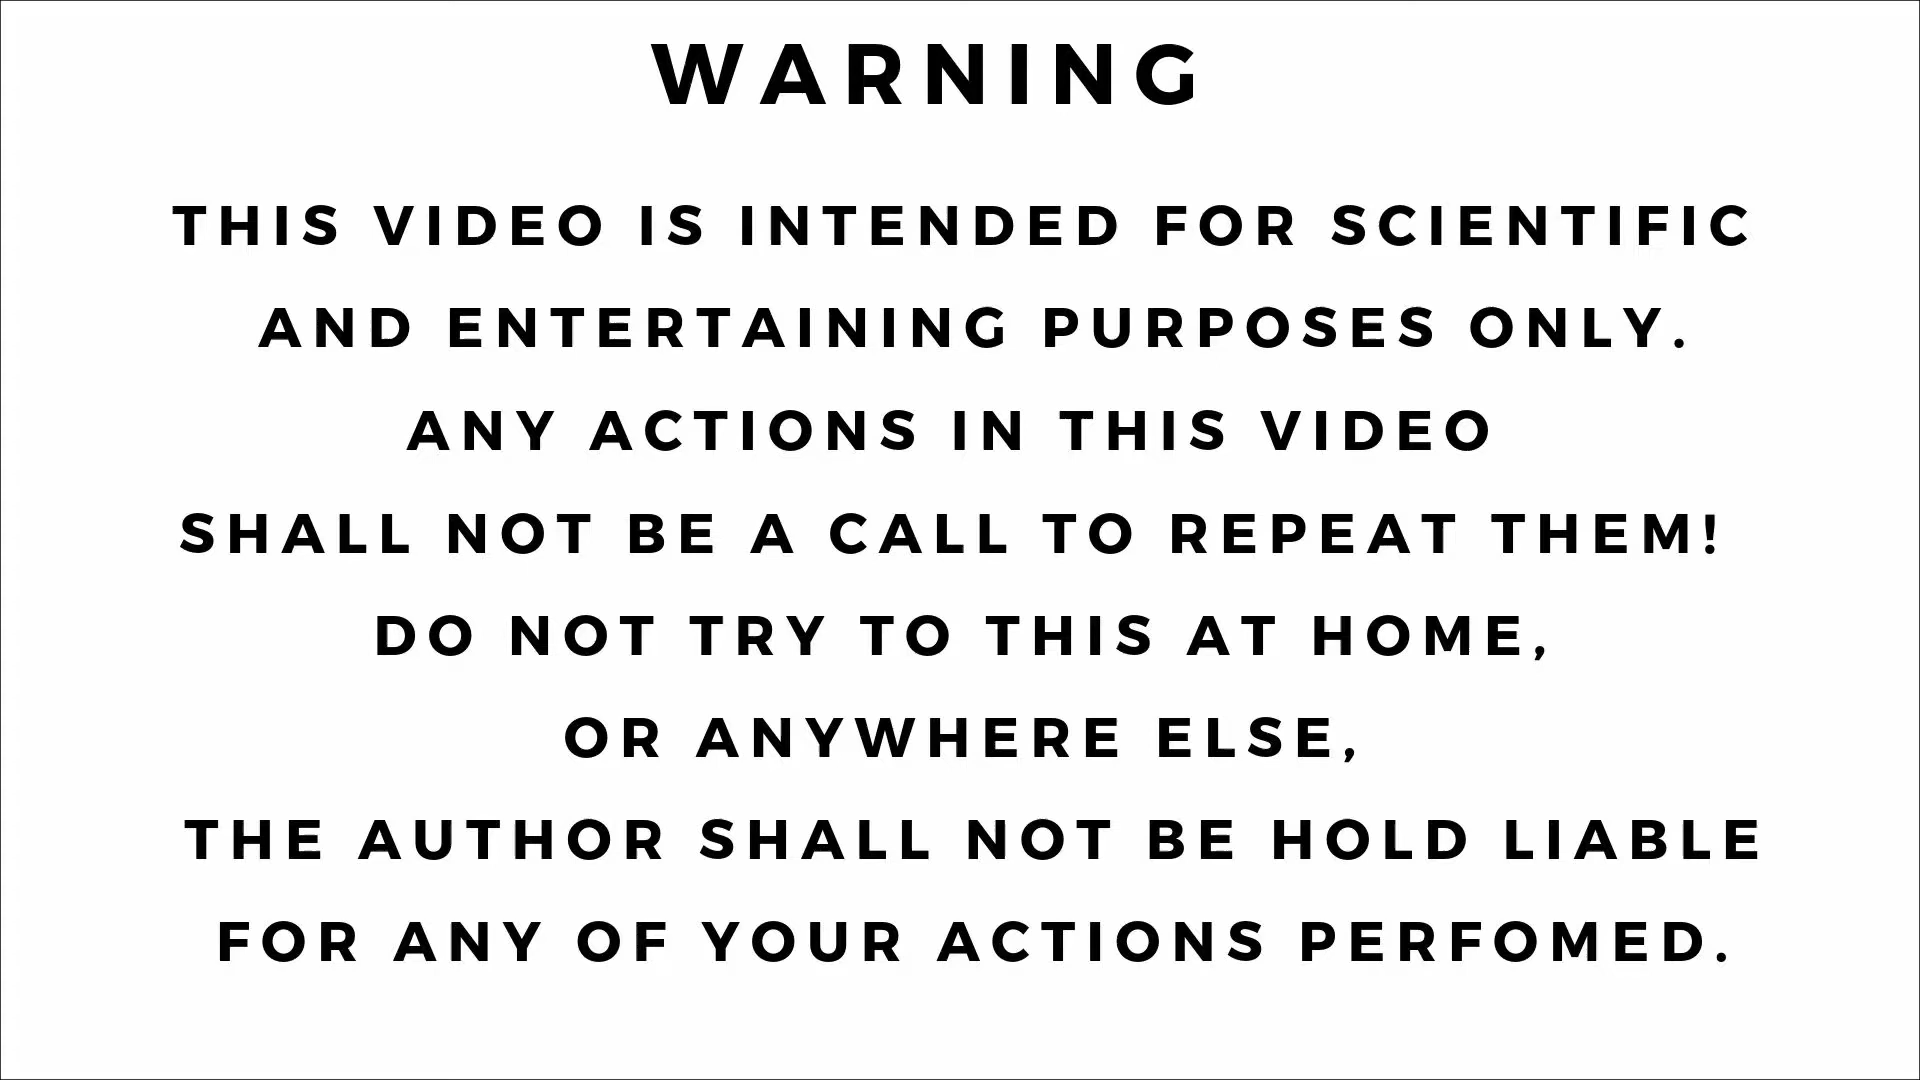 WARNING
THIS VIDEO IS INTENDED FOR SCIENTIFIC
AND ENTERTAINING PURPOSES ONLY.
ANY ACTIONS IN THIS VIDEO
SHALL NOT BE A CALL TO REPEAT THEM!
DO NOT TRY TO THIS AT HOME,
OR ANYWHERE ELSE,
THE AUTHOR SHALL NOT BE HOLD LIABLE
FOR ANY OF YOUR ACTIONS PERFOMED.